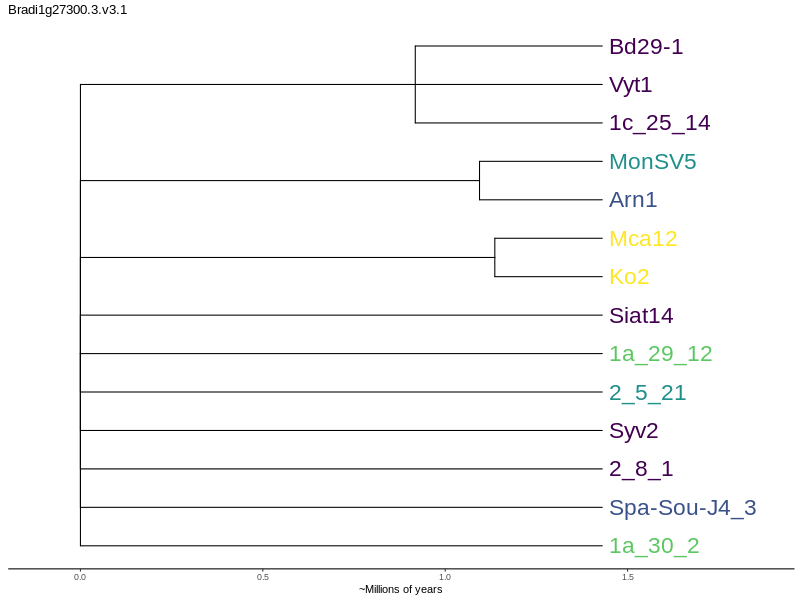 Bradi1g27300.3.v3.1
Bd29-1
Vyt1
1c_25_14
MonSV5
Arn1
Mca12
Ko2
Siat14
1a_29_12
2_5_21
Syv2
2_8_1
Spa-Sou-J4_3
1a_30_2
0.0 0.5 1.0 1.5
~Millions of years